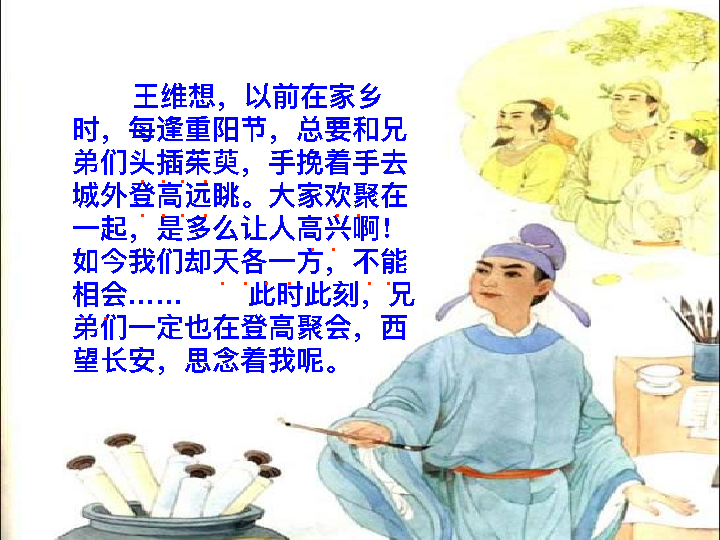 王维想，以前在家乡
时，每逢重阳节，总要和兄
弟们头插茱萸，手挽着手去
城外登高远眺。大家欢聚在
一起，是多么让人高兴啊！
如今我们却天各一方，不能
相会……　　此时此刻，兄
弟们一定也在登高聚会，西
望长安，思念着我呢。